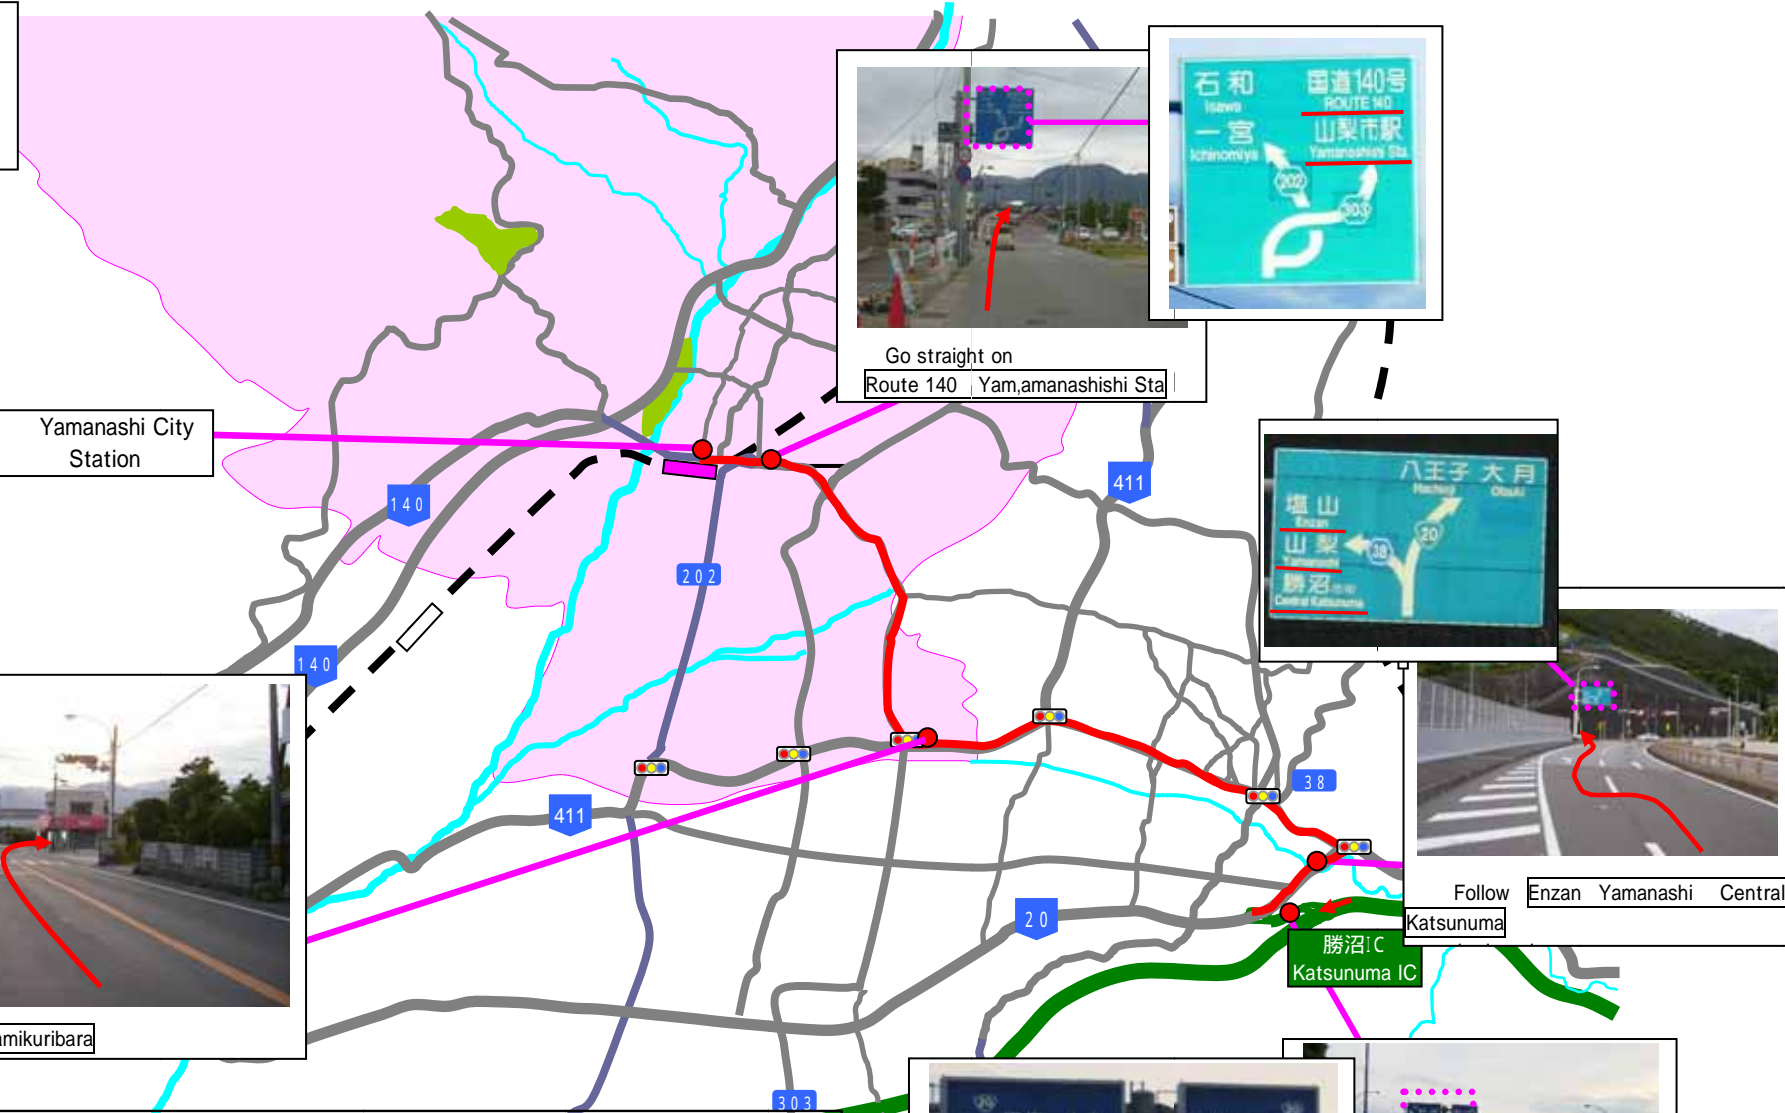 石和
Isawa
国道140号
ROUTE 140
一宮
Ichinomiya
山梨市駅
Yamanashishi Sta
202
303
Go straight on
Route 140 Yam,amanashishi Sta
Yamanashi City
Station
140
411
八王子 大月
Hachioji Otsuki
塩山
Enzan
山梨
Yamanashi
勝沼
Central Katsunuma
38
20
202
140
38
411
Follow Enzan Yamanashi Central
Katsunuma
20
勝沼IC
Katsunuma IC
amikuribara
303